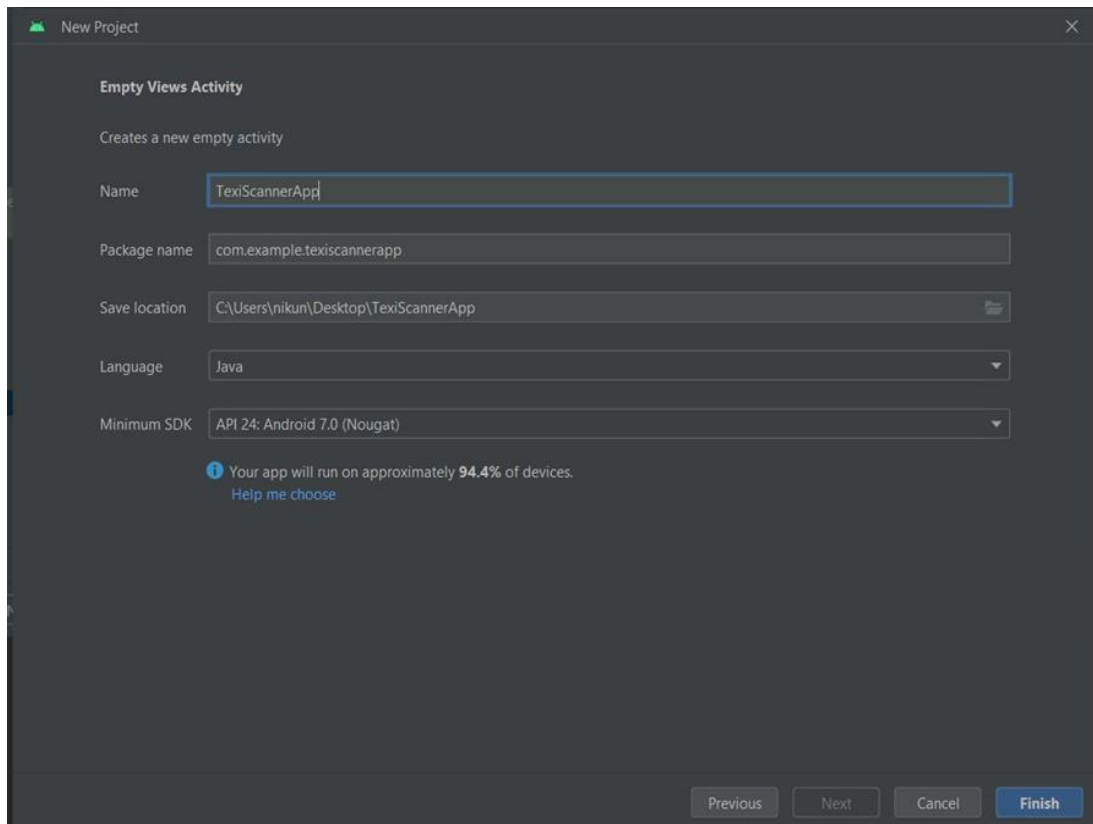 New Project
Empty Views Activity
Creates a new empty activity
Name TexiScannerApp
Package name com.example.texiscannerapp
Save location C:\Users\nikun\Desktop\TexiScannerApp
Language Java
Minimum SDK API 24: Android 7.0 (Nougat)
Your app will run on approximately 94.4% of devices.
Help me choose
Previous Next Cancel Finish